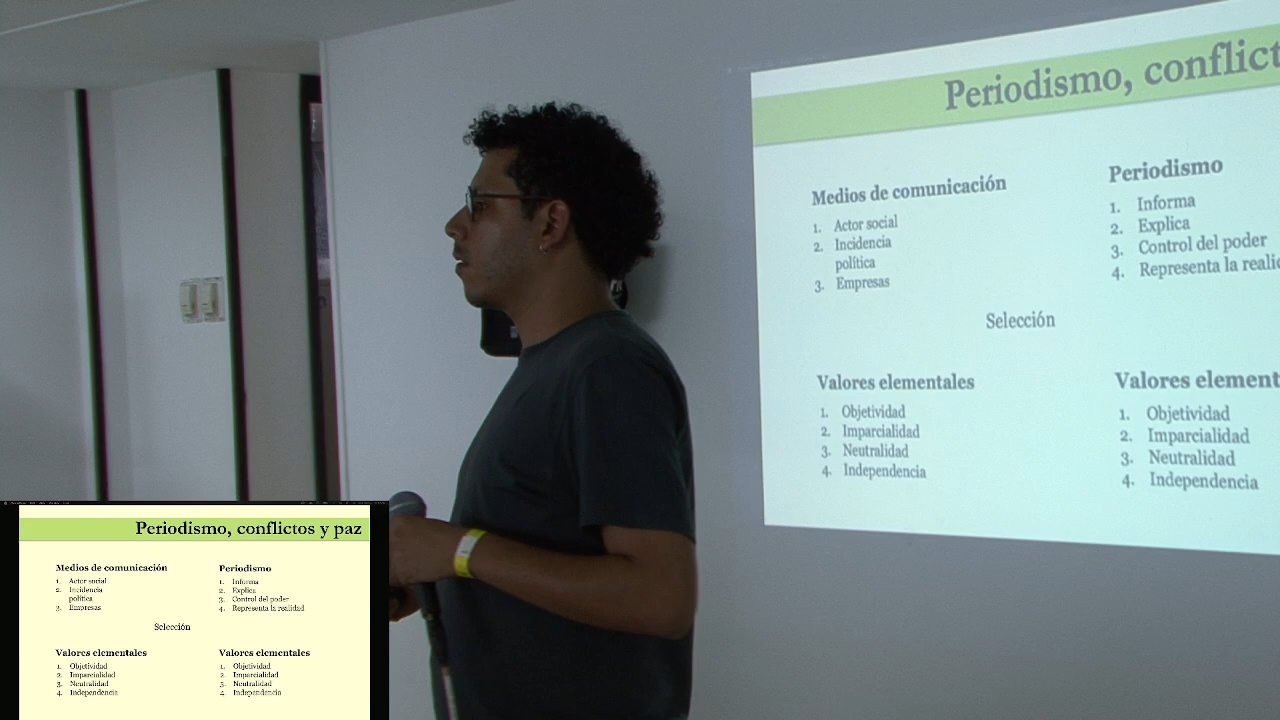 Periodismo, conflict
Medios de comunicación
1. Actor social
2. Incidencia
política
3. Empresas
Periodismo
1. Informa
2. Explica
3. Control del poder
4. Representa la reali
Selección
Valores elementales
1. Objetividad
2. Imparcialidad
3. Neutralidad
4. Independencia
Valores element
1. Objetividad
2. Imparcialidad
3. Neutralidad
4. Independencia
Periodismo, conflictos y paz
Medios de comunicación
1. Actor social
2. Incidencia
política
3. Empresas
Periodismo
1. Informa
2. Explica
3. Control del poder
4. Representa la realidad
Selección
Valores elementales
1. Objetividad
2. Imparcialidad
3. Neutralidad
4. Independencia
Valores elementales
1. Objetividad
2. Imparcialidad
3. Neutralidad
4. Independencia